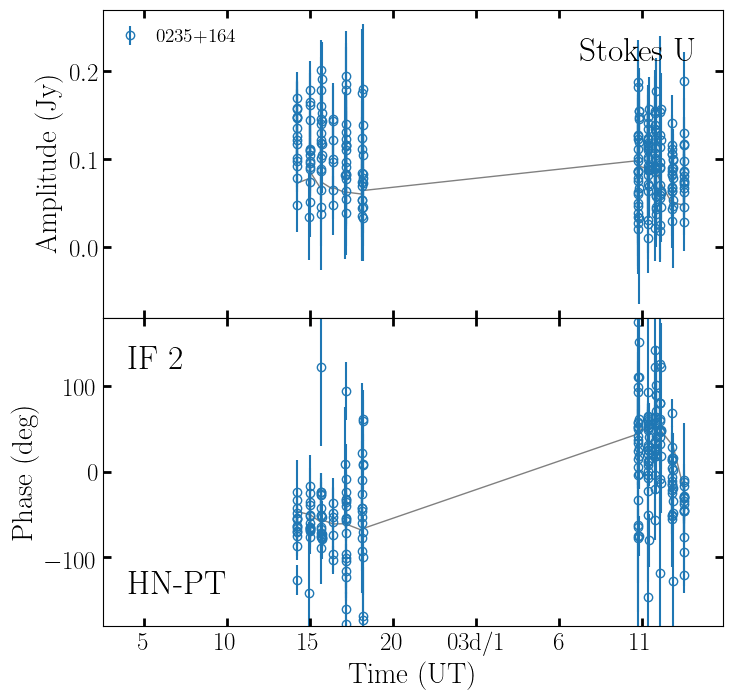 0235+164
Stokes U
Amplitude (Jy)
0.2
0.1
0.0
IF 2
Phase (deg)
100
0
−100
HN-PT
5 10 15 20 03d/1 6 11
Time (UT)